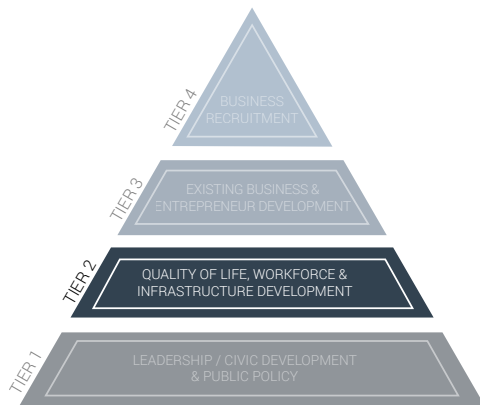 TIER 4
BUSINESS
RECRUITMENT
TIER 3
EXISTING BUSINESS &
ENTREPRENEUR DEVELOPMENT
TIER 2
QUALITY OF LIFE, WORKFORCE &
INFRASTRUCTURE DEVELOPMENT
TIER 1
LEADERSHIP / CIVIC DEVELOPMENT
& PUBLIC POLICY